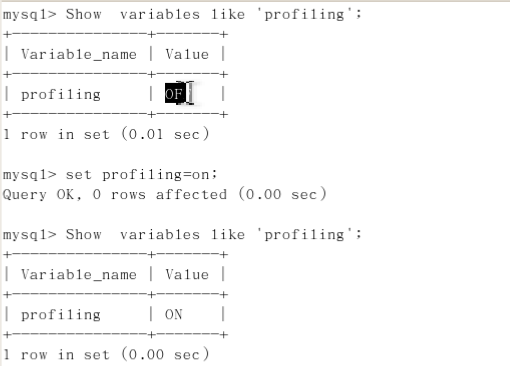 mysql> Show  variables like 'profiling';
+---------------+-------+
| Variable_name | Value |
+---------------+-------+
| profiling     |       |
+---------------+-------+
1 row in set (0.01 sec)
mysql> set profiling=on;
Query OK, 0 rows affected (0.00 sec)
mysql> Show  variables like 'profiling';
+---------------+-------+
| Variable_name | Value |
+---------------+-------+
| profiling     | ON    |
+---------------+-------+
1 row in set (0.00 sec)